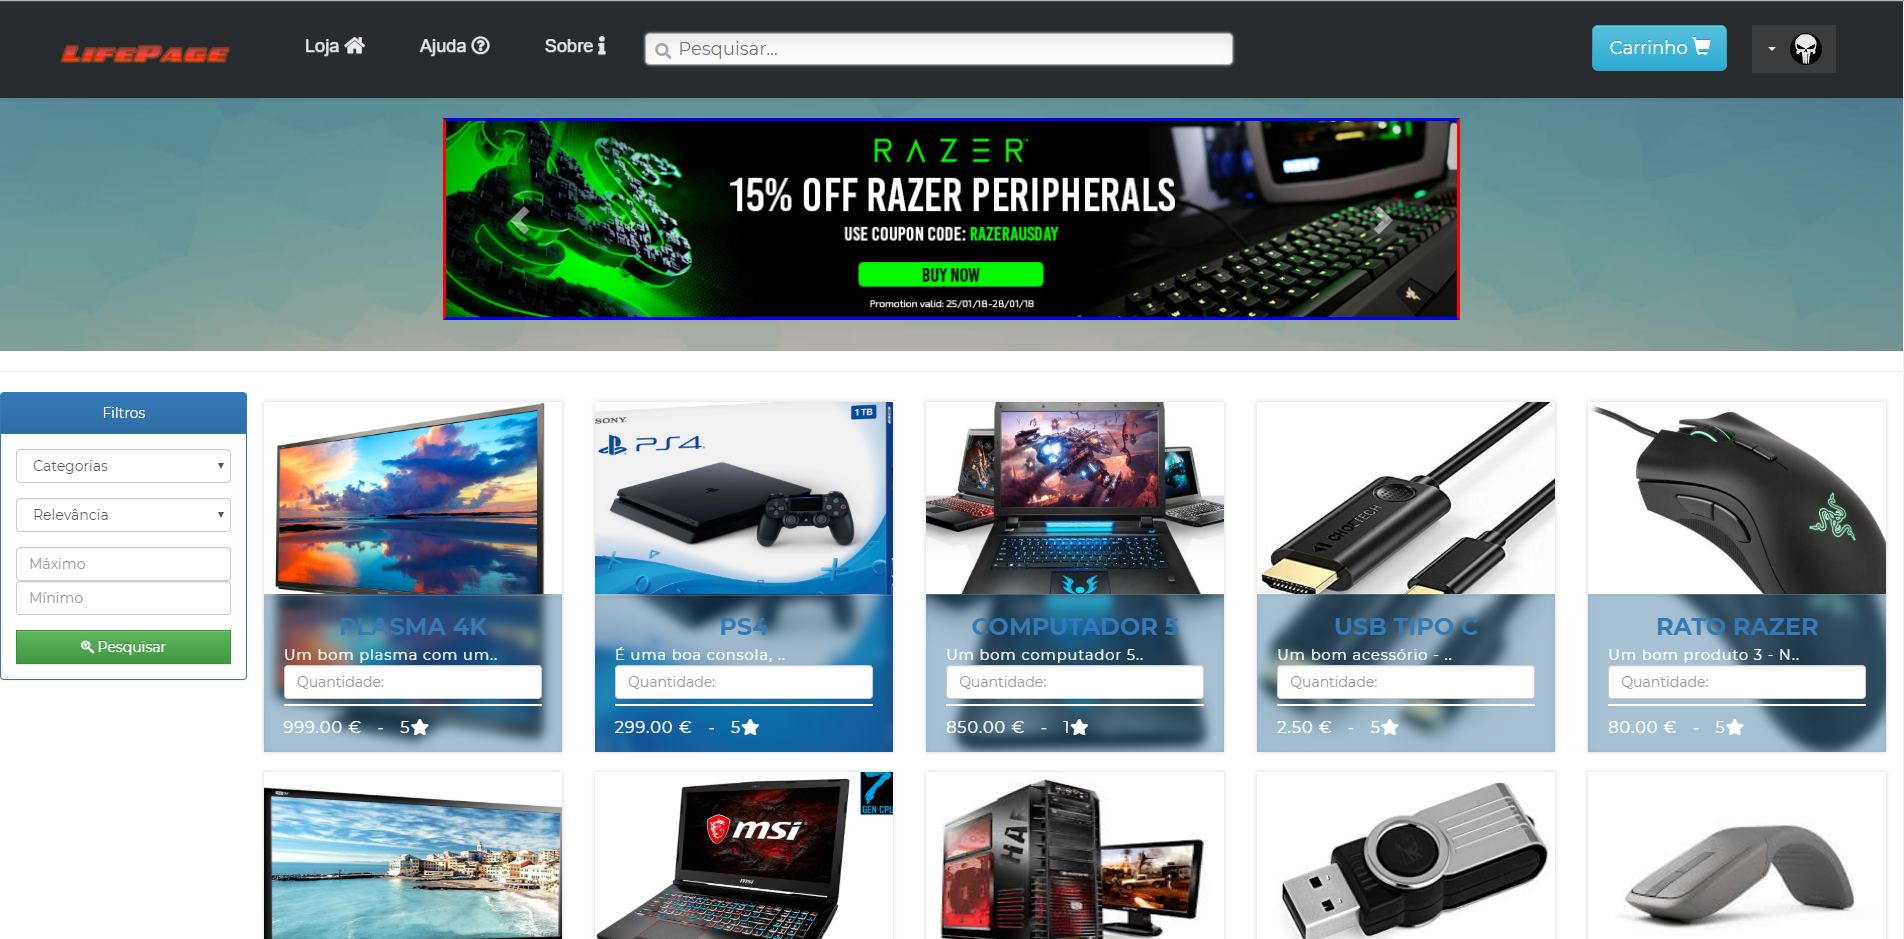 LifePage
Loja
Ajuda
Sobre
Pesquisar...
Carrinho
RAZER
15% OFF RAZER PERIPHERALS
USE COUPON CODE: RAZERAUSDAY
BUY NOW
Promotion valid: 25/01/18-28/01/18
Filtros
Categorias
Relevância
Máximo
Mínimo
Pesquisar
PLASMA 4K
Um bom plasma com um..
Quantidade:
999.00 € - 5
SONY
1TB
PS4
PS4
É uma boa consola, ..
Quantidade:
299.00 € - 5
COMPUTADOR 5
Um bom computador 5..
Quantidade:
850.00 € - 1
CHOETECH
USB TIPO C
Um bom acessório - ..
Quantidade:
2.50 € - 5
RATO RAZER
Um bom produto 3 - N..
Quantidade:
80.00 € - 5
7
GEN CPU
msi
msi
HAF